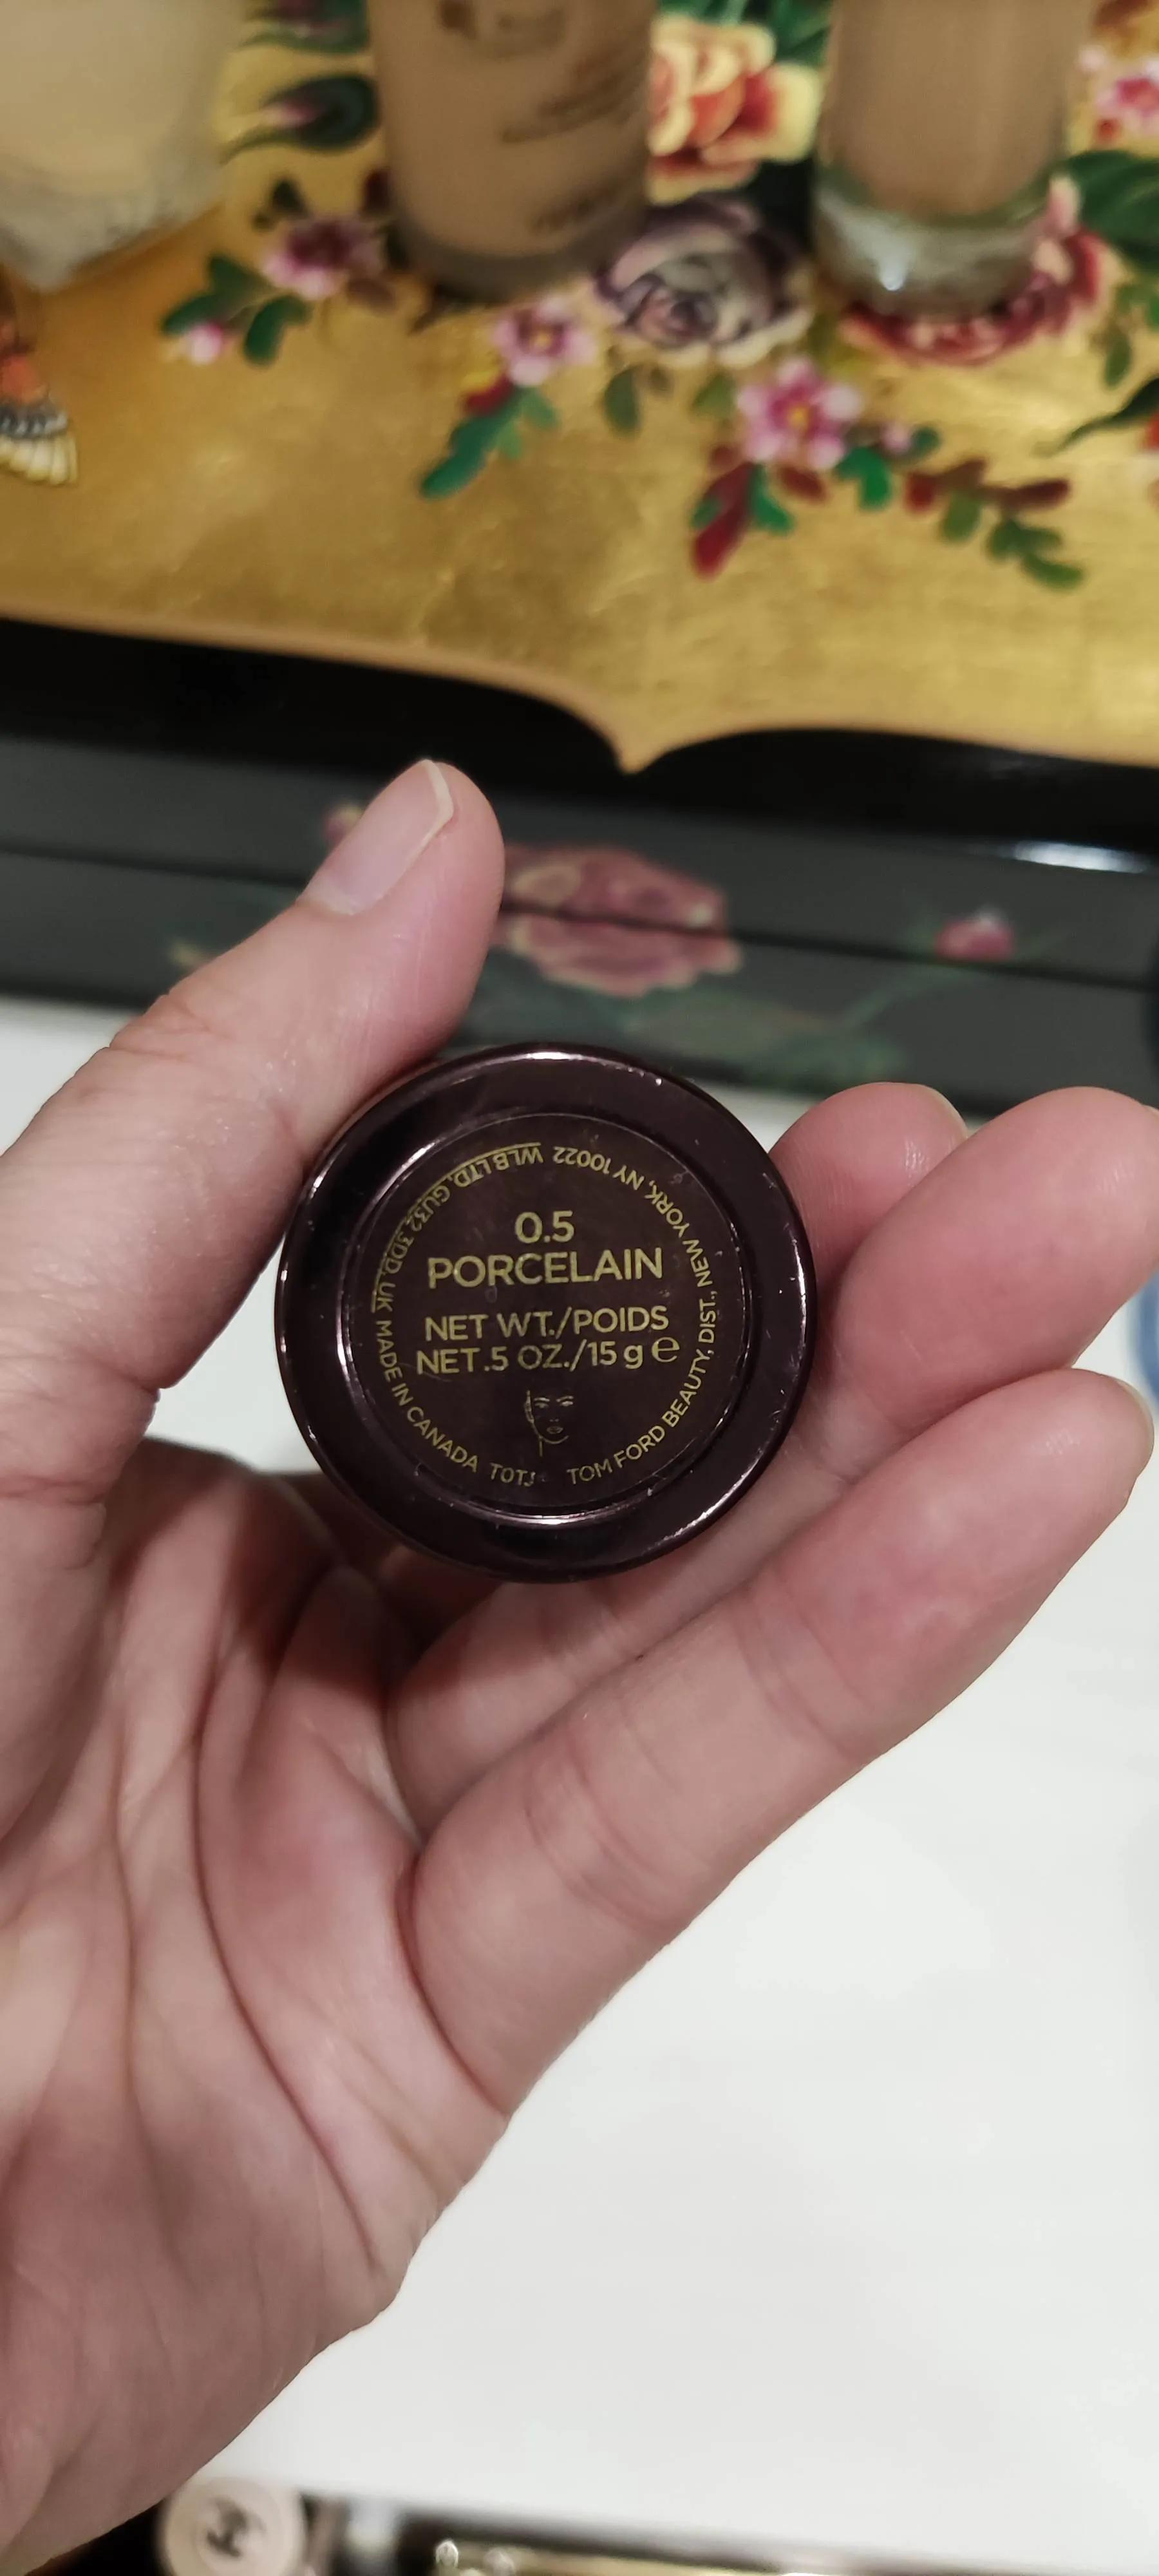 0.5
PORCELAIN
NET WT./POIDS
NET.5 OZ./15 g e
TOM FORD BEAUTY, DIST., NEW YORK, NY 10022 WLB LTD, GU32 3DD, UK MADE IN CANADA